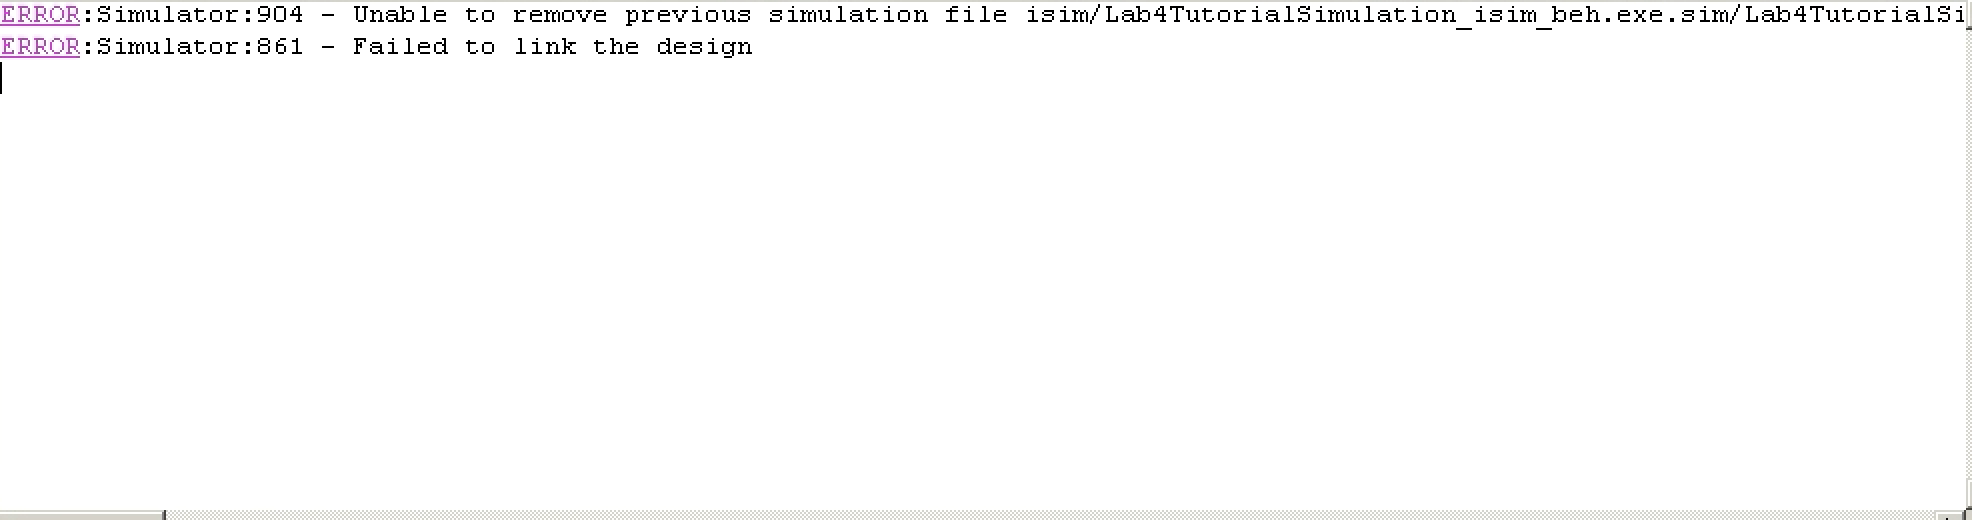 ERROR:Simulator:904 - Unable to remove previous simulation file isim/Lab4TutorialSimulation_isim_beh.exe.sim/Lab4TutorialSi
ERROR:Simulator:861 - Failed to link the design